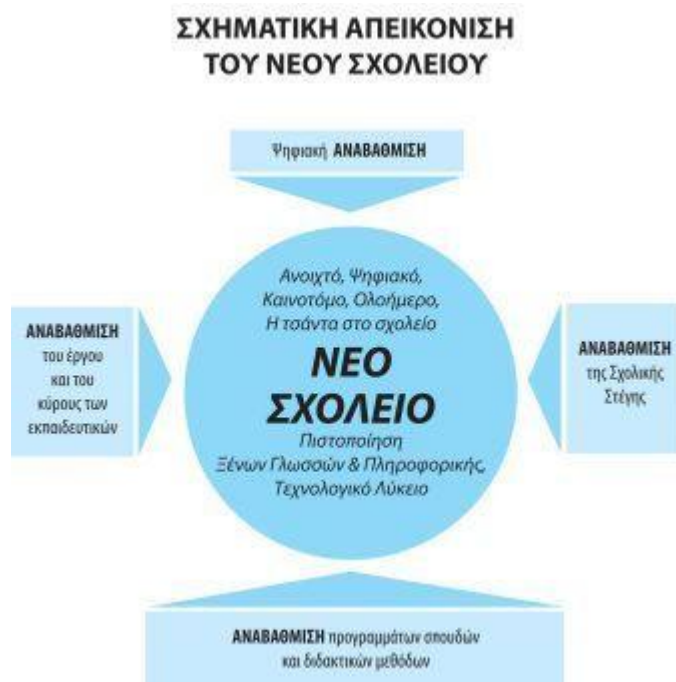 ΣΧΗΜΑΤΙΚΗ ΑΠΕΙΚΟΝΙΣΗ
ΤΟΥ ΝΕΟΥ ΣΧΟΛΕΙΟΥ
Ψηφιακή ΑΝΑΒΑΘΜΙΣΗ
Ανοιχτό, Ψηφιακό,
Καινοτόμο, Ολοήμερο,
Η τσάντα στο σχολείο
ΝΕΟ
ΣΧΟΛΕΙΟ
Πιστοποίηση
Ξένων Γλωσσών & Πληροφορικής,
Τεχνολογικό Λύκειο
ΑΝΑΒΑΘΜΙΣΗ
του έργου
και του
κύρους των
εκπαιδευτικών
ΑΝΑΒΑΘΜΙΣΗ
της Σχολικής
Στέγης
ΑΝΑΒΑΘΜΙΣΗ προγραμμάτων σπουδών
και διδακτικών μεθόδων